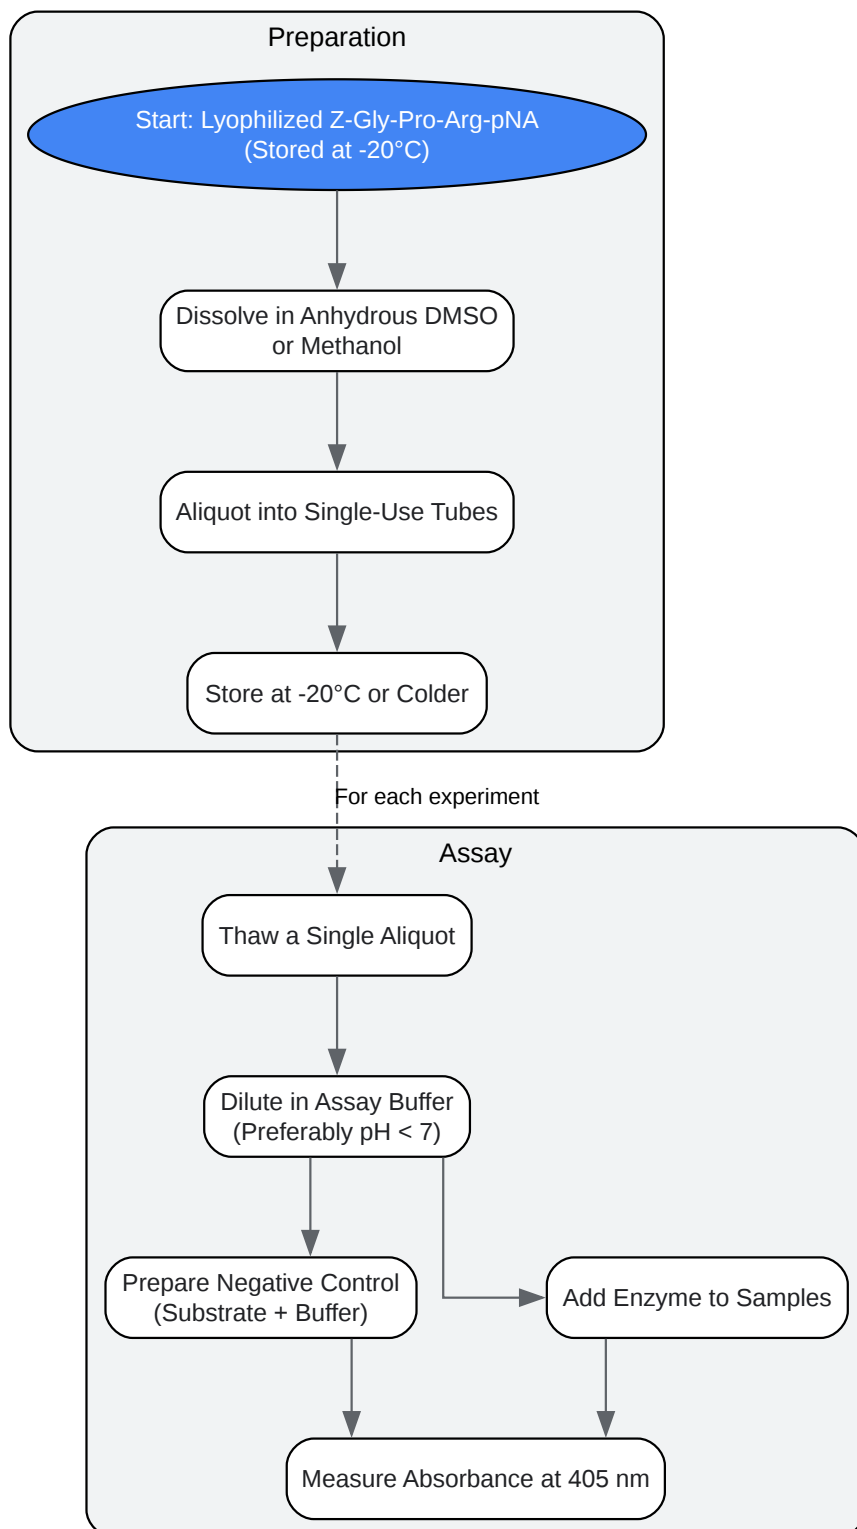 Preparation
Start: Lyophilized Z-Gly-Pro-Arg-pNA
(Stored at -20°C)
Dissolve in Anhydrous DMSO
or Methanol
Aliquot into Single-Use Tubes
Store at -20°C or Colder
For each experiment
Assay
Thaw a Single Aliquot
Dilute in Assay Buffer
(Preferably pH < 7)
Prepare Negative Control
(Substrate + Buffer)
Add Enzyme to Samples
Measure Absorbance at 405 nm